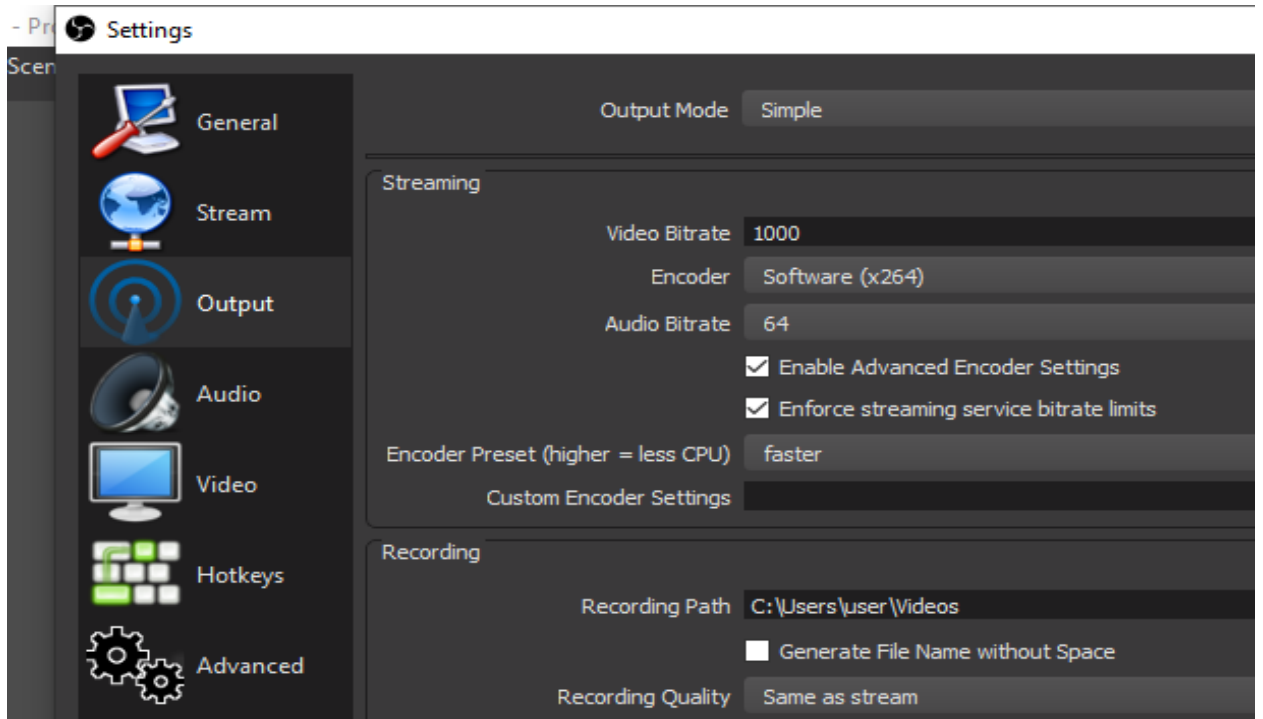 - Pr
Settings
Scen
General
Stream
Output
Audio
Video
Hotkeys
Advanced
Output Mode Simple
Streaming
Video Bitrate 1000
Encoder Software (x264)
Audio Bitrate 64
Enable Advanced Encoder Settings
Enforce streaming service bitrate limits
Encoder Preset (higher = less CPU) faster
Custom Encoder Settings
Recording
Recording Path C:\Users\user\Videos
Generate File Name without Space
Recording Quality Same as stream